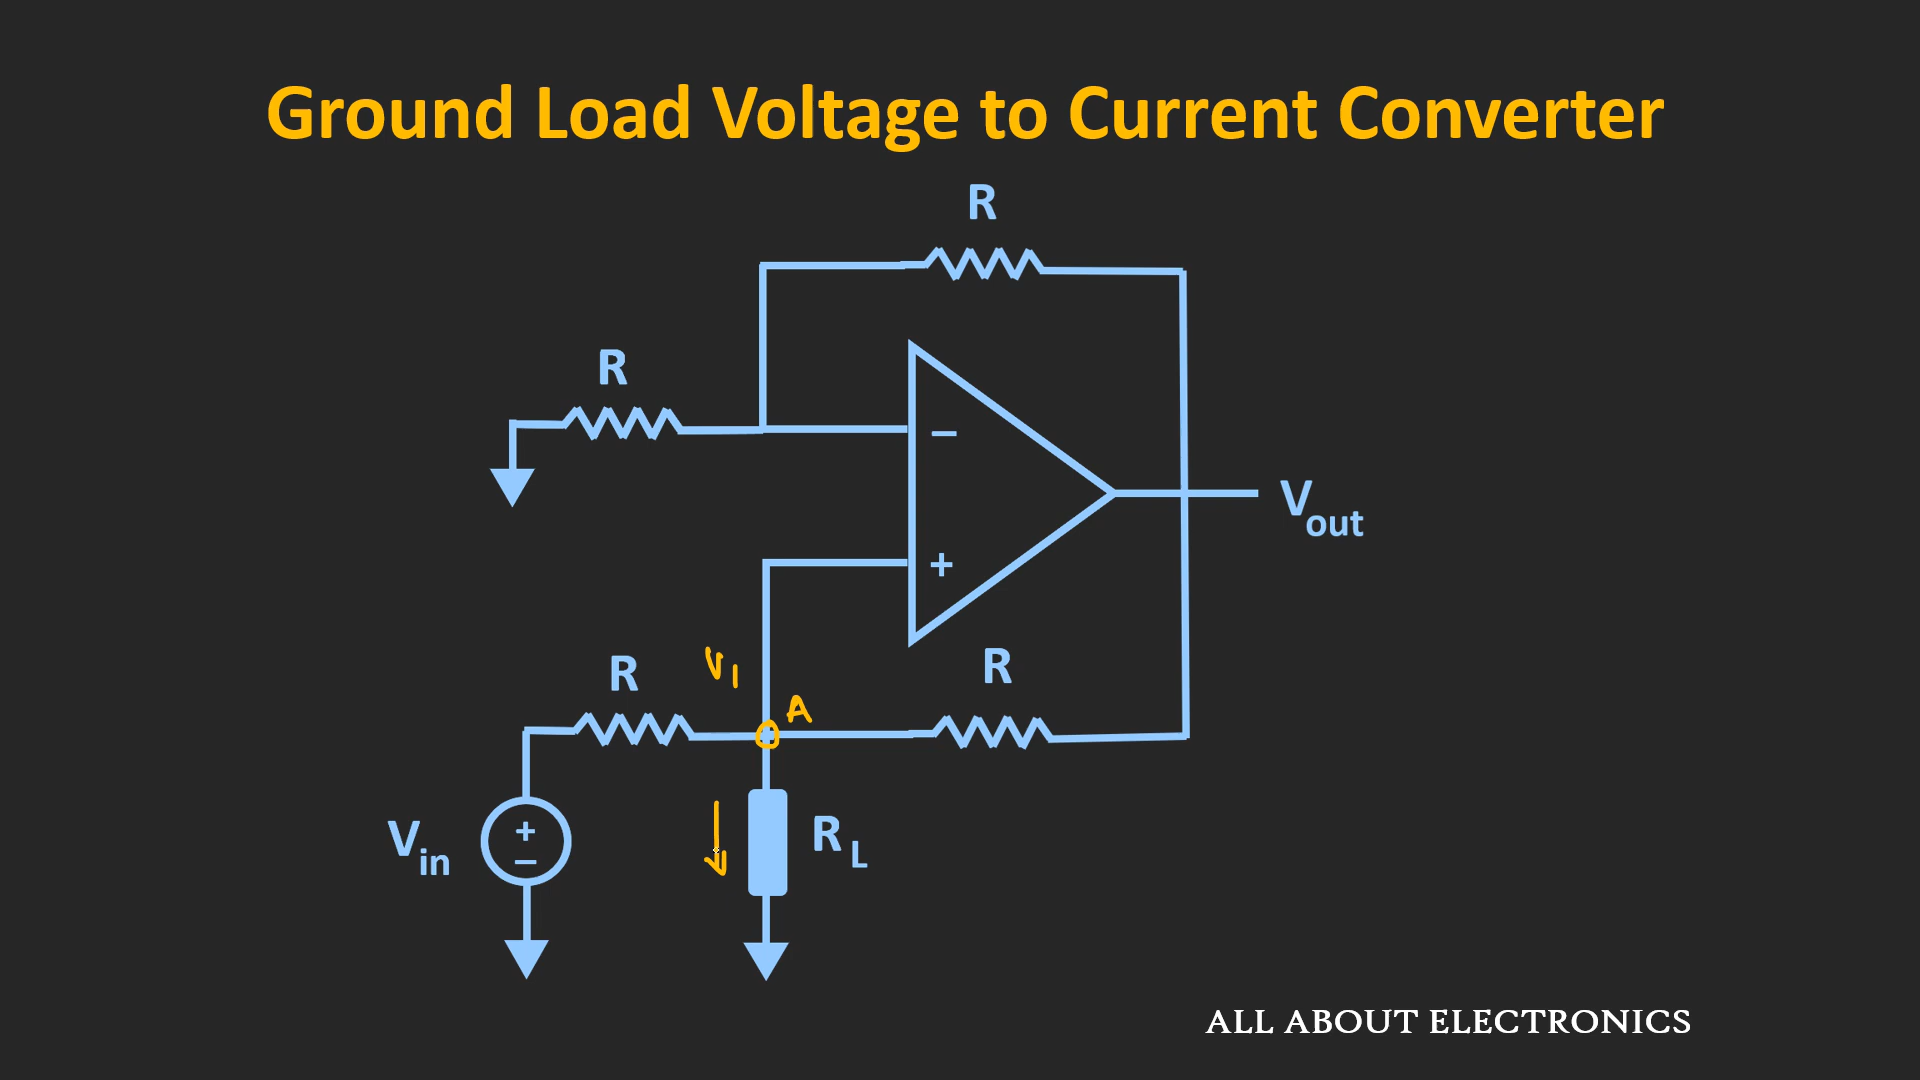 Ground Load Voltage to Current Converter
R
R
−
Vout
+
R
V1
R
A
Vin
+
−
RL
ALL ABOUT ELECTRONICS